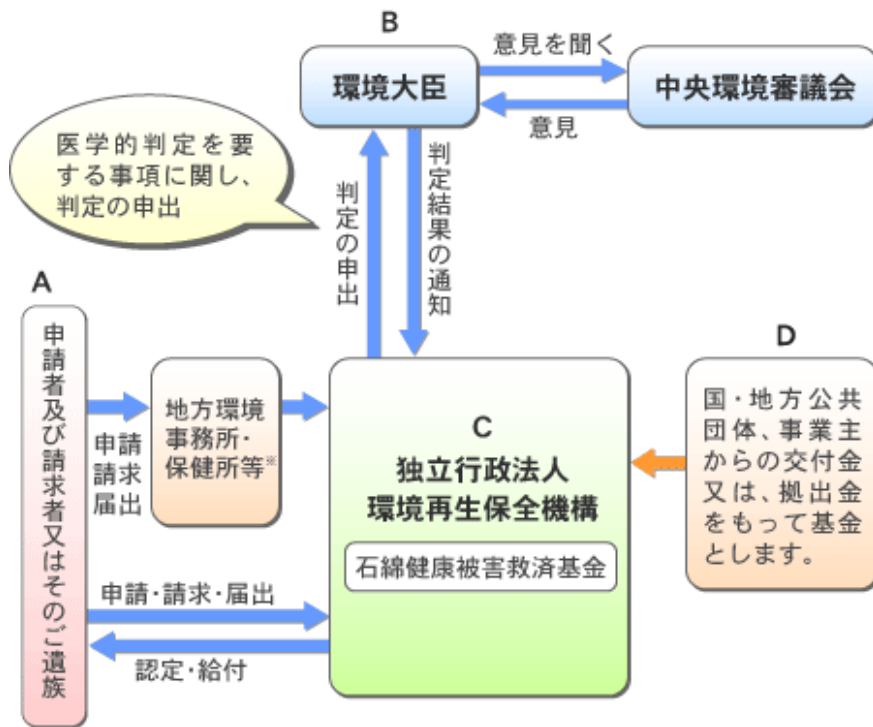 B
環境大臣
意見を聞く
意見
中央環境審議会
医学的判定を要
する事項に関し、
判定の申出
判定の申出
判定結果の通知
A
申請者及び請求者又はそのご遺族
申請
請求
届出
地方環境
事務所・
保健所等※
C
独立行政法人
環境再生保全機構
石綿健康被害救済基金
申請・請求・届出
認定・給付
D
国・地方公共
団体、事業主
からの交付金
又は、拠出金
をもって基金
とします。